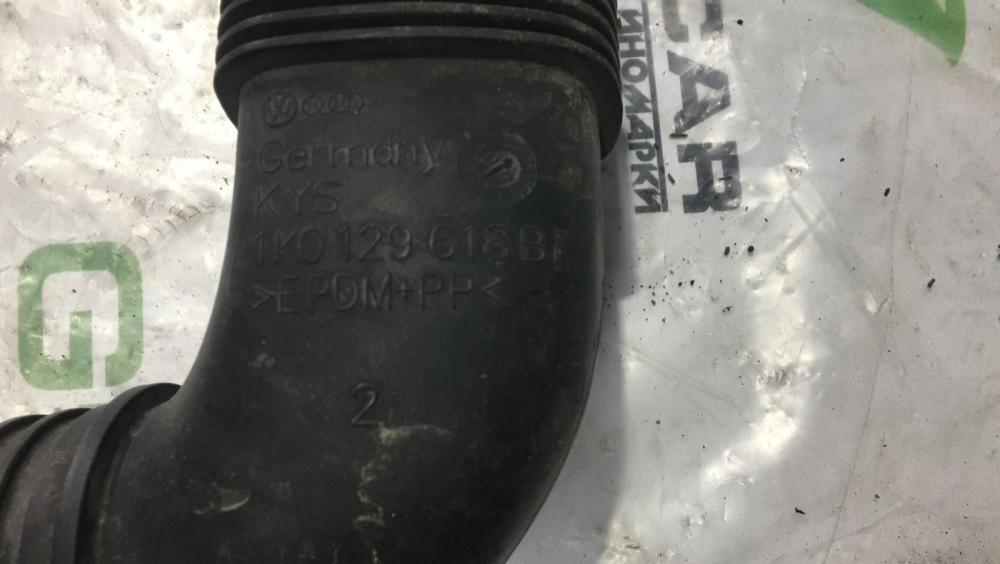 Germany
KYS
1K0 129 618 BF
>EPDM+PP<
2
CAR
ИНОМАРКИ